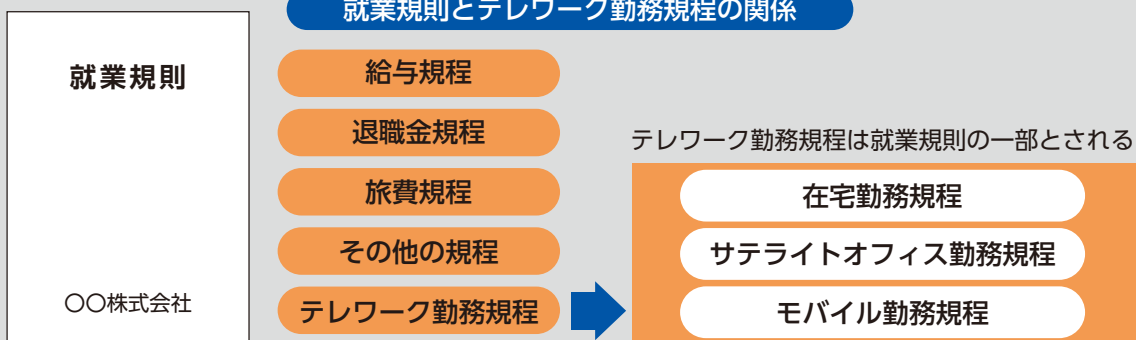 就業規則とテレワーク勤務規程の関係
就業規則
〇〇株式会社
給与規程
退職金規程
旅費規程
その他の規程
テレワーク勤務規程
テレワーク勤務規程は就業規則の一部とされる
在宅勤務規程
サテライトオフィス勤務規程
モバイル勤務規程